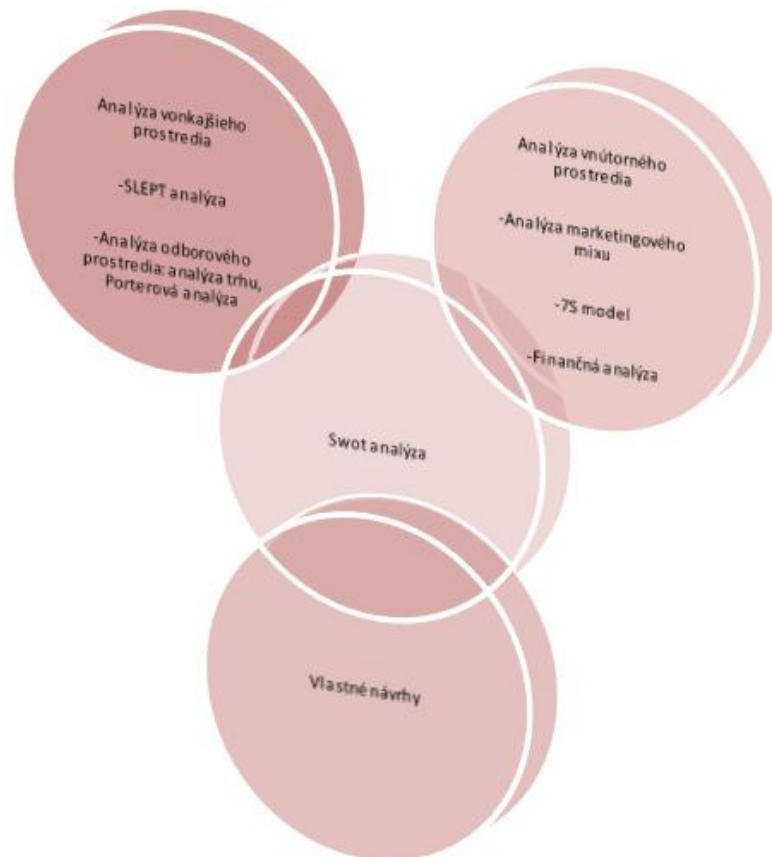 Analýza vonkajšieho
prostredia
-SLEPT analýza
-Analýza odborového
prostredia: analýza trhu,
Porterová analýza
Analýza vnútorného
prostredia
-Analýza marketingového
mixu
-7S model
-Finančná analýza
Swot analýza
Vlastné návrhy